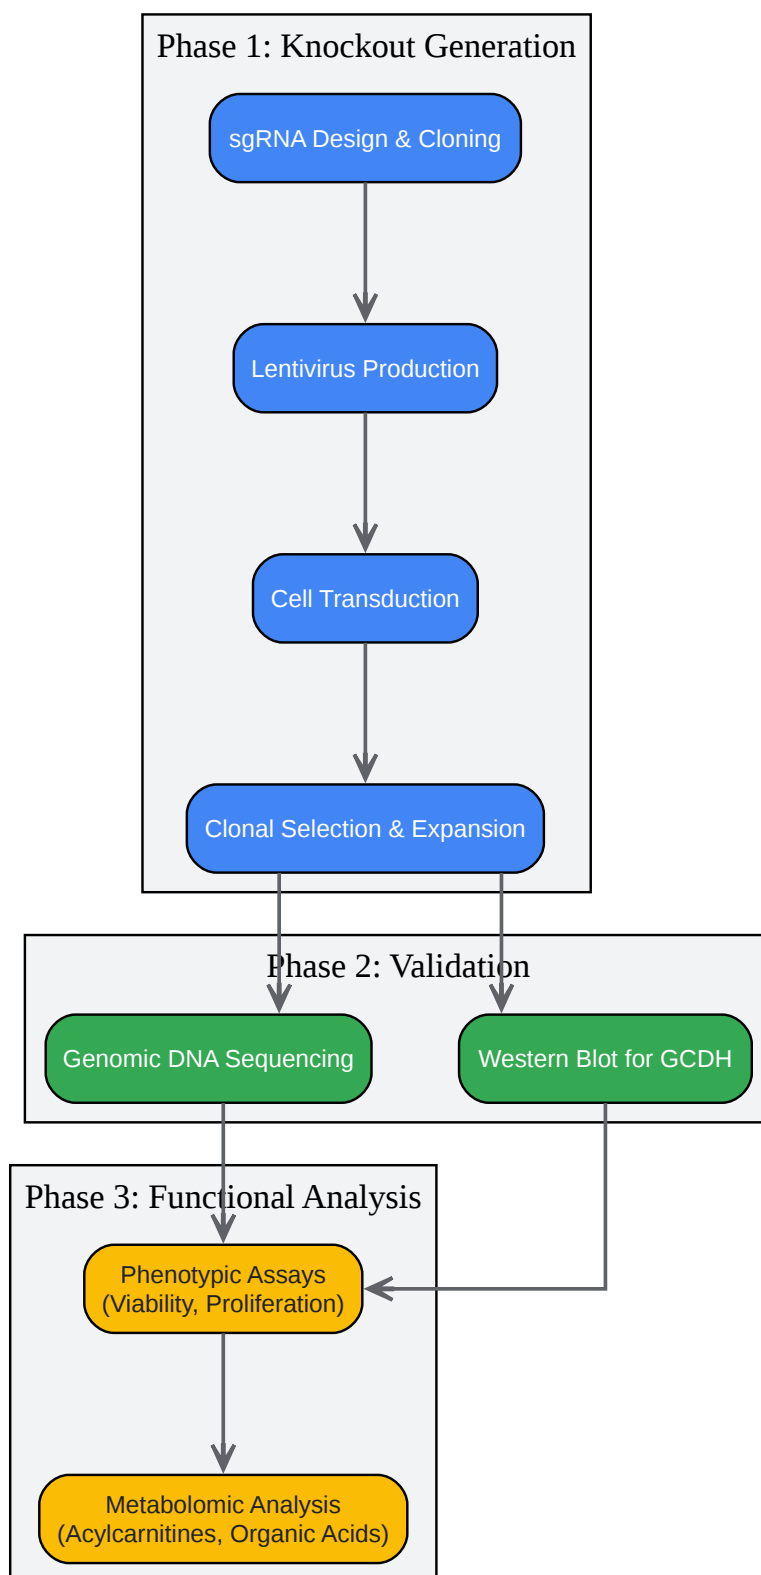 Phase 1: Knockout Generation
sgRNA Design & Cloning
Lentivirus Production
Cell Transduction
Clonal Selection & Expansion
Phase 2: Validation
Genomic DNA Sequencing
Western Blot for GCDH
Phase 3: Functional Analysis
Phenotypic Assays
(Viability, Proliferation)
Metabolomic Analysis
(Acylcarnitines, Organic Acids)